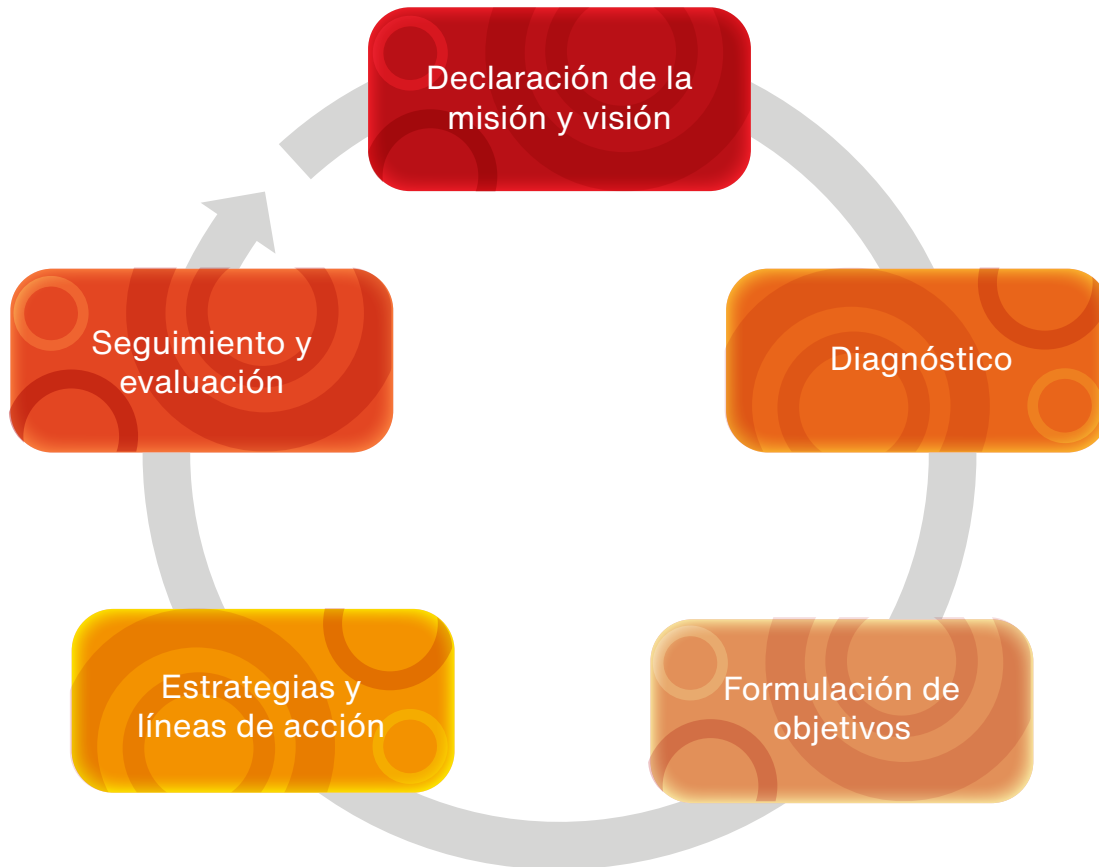 Declaración de la
misión y visión
Diagnóstico
Formulación de
objetivos
Estrategias y
líneas de acción
Seguimiento y
evaluación